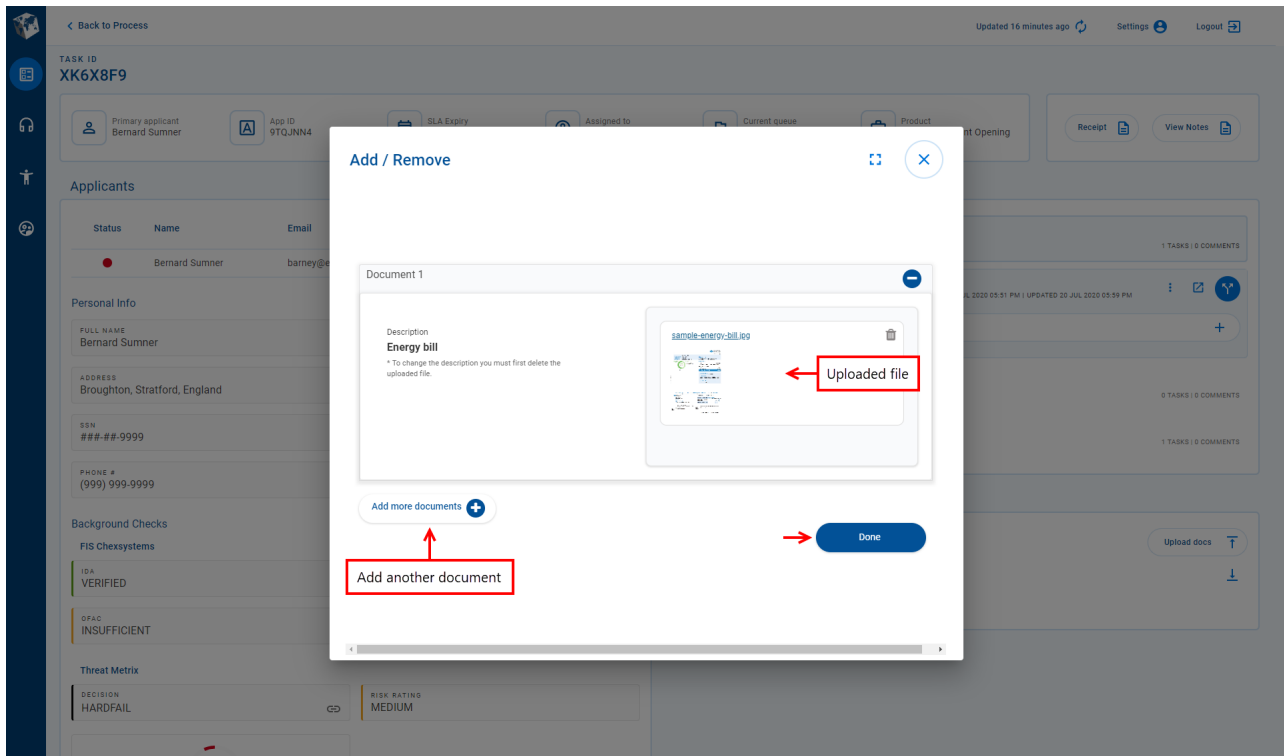 Back to Process
Updated 16 minutes ago
Settings
Logout
TASK ID
XK6X8F9
Primary applicant
Bernard Sumner
App ID
9TQJNN4
SLA Expiry
Assigned to
Current queue
Product
nt Opening
Receipt
View Notes
Add / Remove
Applicants
Status Name Email
Bernard Sumner barney@e
1 TASKS | 0 COMMENTS
Document 1
JL 2020 05:51 PM | UPDATED 20 JUL 2020 05:59 PM
Personal Info
FULL NAME
Bernard Sumner
ADDRESS
Broughton, Stratford, England
SSN
###-##-9999
PHONE #
(999) 999-9999
Description
Energy bill
* To change the description you must first delete the
uploaded file.
sample-energy-bill.jpg
Uploaded file
0 TASKS | 0 COMMENTS
1 TASKS | 0 COMMENTS
Add more documents
Done
Add another document
Background Checks
FIS Chexsystems
IDA
VERIFIED
OFAC
INSUFFICIENT
Upload docs
Threat Metrix
DECISION
HARDFAIL
RISK RATING
MEDIUM